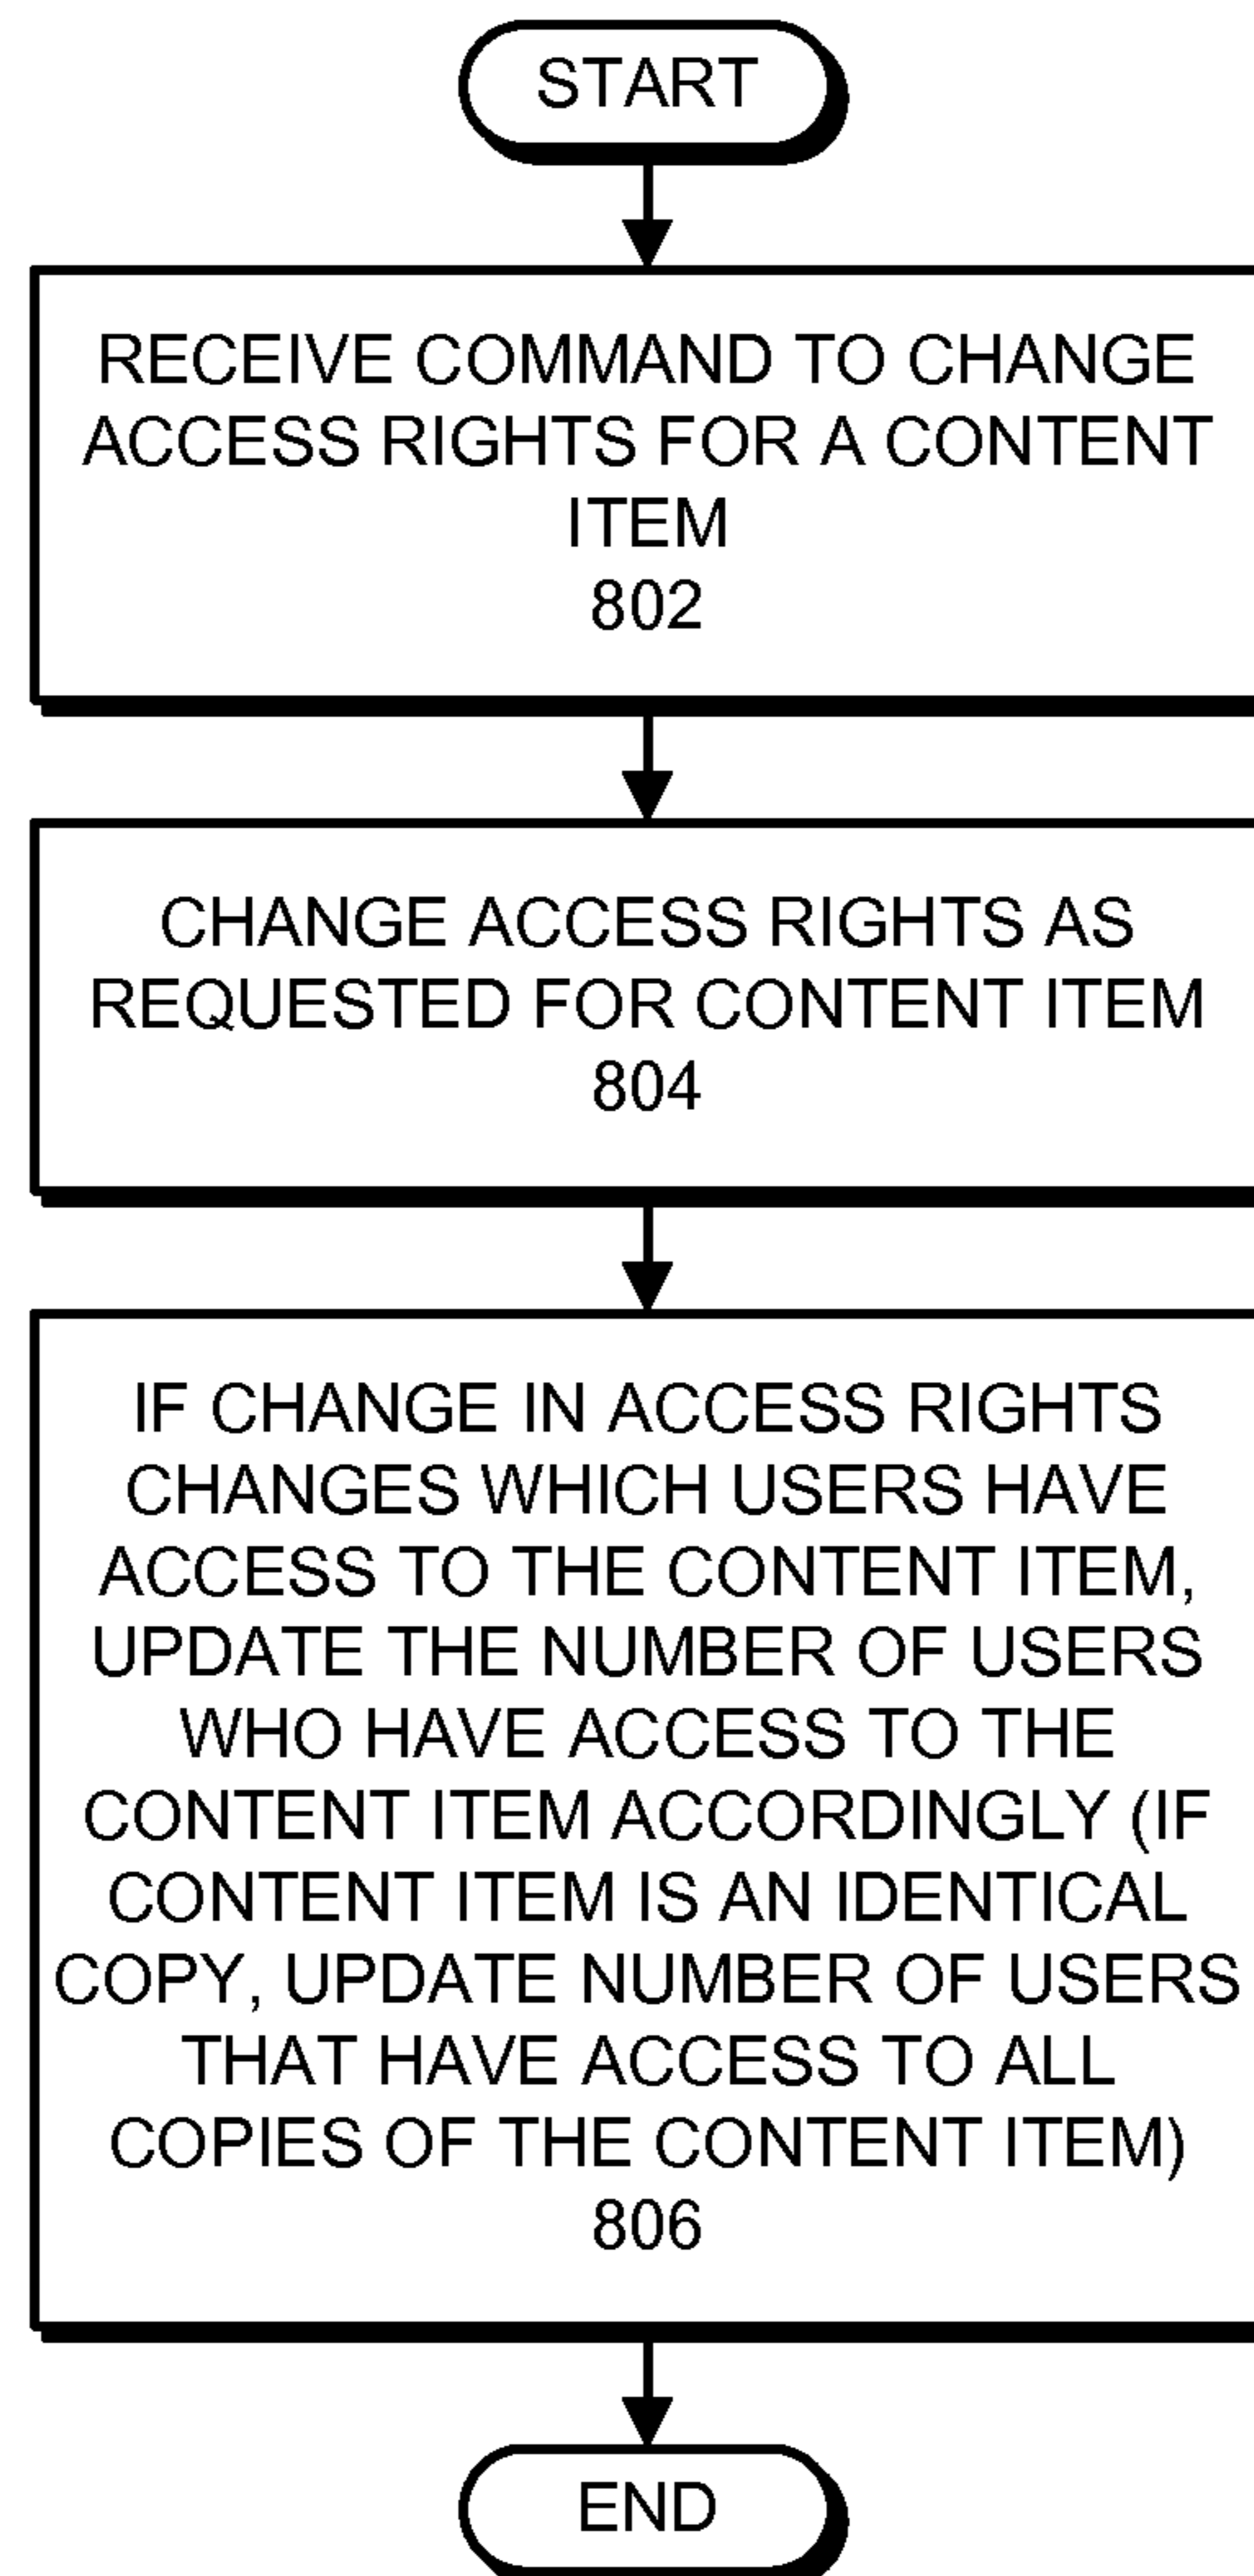 START
RECEIVE COMMAND TO CHANGE
ACCESS RIGHTS FOR A CONTENT
ITEM
802
CHANGE ACCESS RIGHTS AS
REQUESTED FOR CONTENT ITEM
804
IF CHANGE IN ACCESS RIGHTS
CHANGES WHICH USERS HAVE
ACCESS TO THE CONTENT ITEM,
UPDATE THE NUMBER OF USERS
WHO HAVE ACCESS TO THE
CONTENT ITEM ACCORDINGLY (IF
CONTENT ITEM IS AN IDENTICAL
COPY, UPDATE NUMBER OF USERS
THAT HAVE ACCESS TO ALL
COPIES OF THE CONTENT ITEM)
806
END